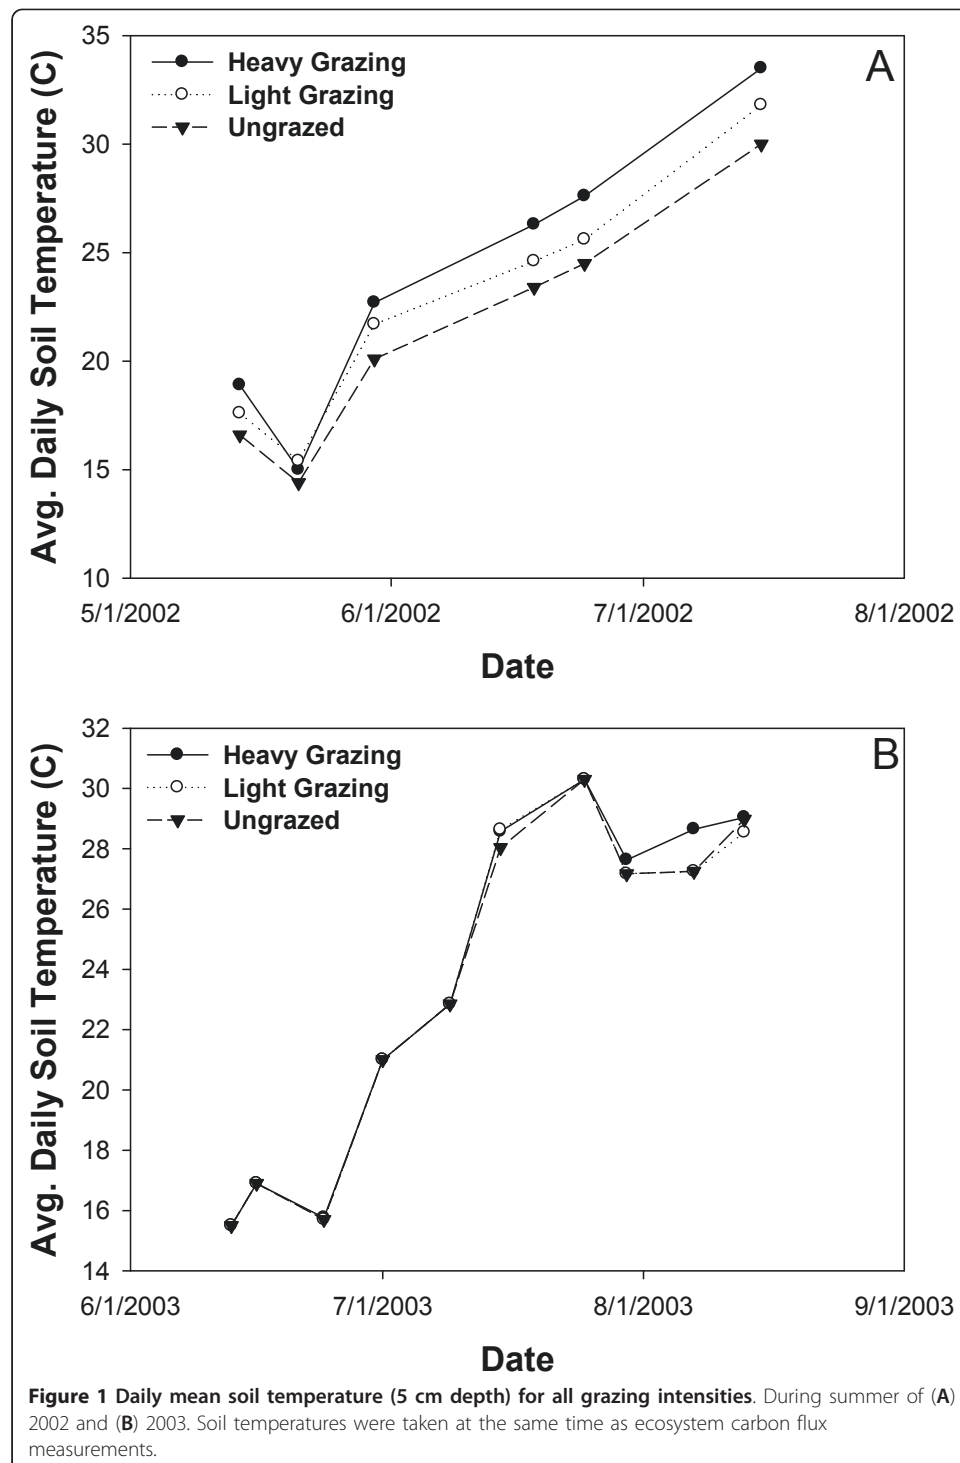 35
30
25
20
15
10
Avg. Daily Soil Temperature (C)
Heavy Grazing
Light Grazing
Ungrazed
A
5/1/2002 6/1/2002 7/1/2002 8/1/2002
Date
32
30
28
26
24
22
20
18
16
14
Avg. Daily Soil Temperature (C)
Heavy Grazing
Light Grazing
Ungrazed
B
6/1/2003 7/1/2003 8/1/2003 9/1/2003
Date
Figure 1 Daily mean soil temperature (5 cm depth) for all grazing intensities. During summer of (A)
2002 and (B) 2003. Soil temperatures were taken at the same time as ecosystem carbon flux
measurements.